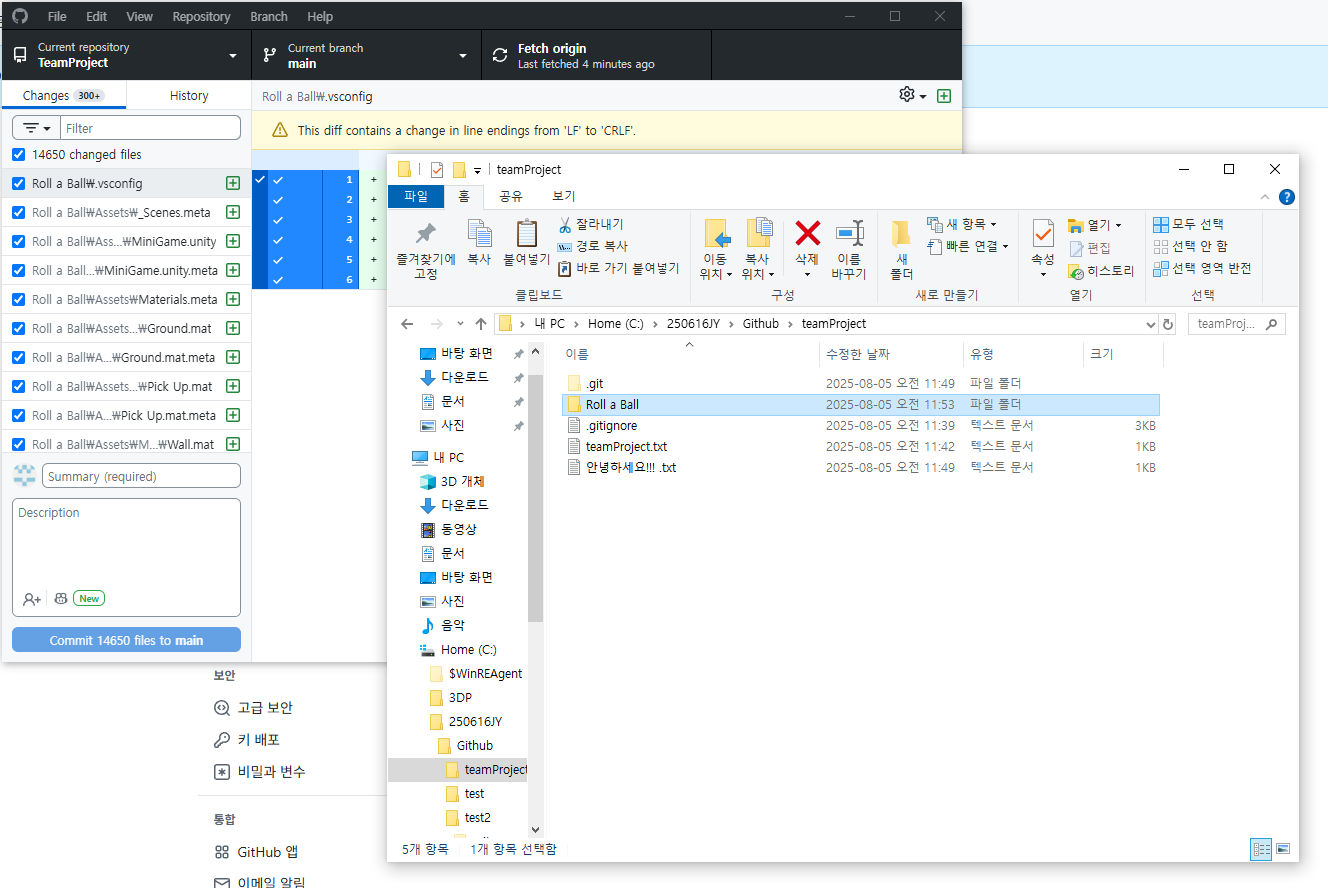 File Edit View Repository Branch Help
Current repository
TeamProject
Current branch
main
Fetch origin
Last fetched 4 minutes ago
Changes 300+
History
Filter
14650 changed files
Roll a Ball₩.vsconfig
Roll a Ball₩Assets₩_Scenes.meta
Roll a Ball₩Ass...₩MiniGame.unity
Roll a Ball...₩MiniGame.unity.meta
Roll a Ball₩Assets₩Materials.meta
Roll a Ball₩Assets...₩Ground.mat
Roll a Ball₩A...₩Ground.mat.meta
Roll a Ball₩Assets...₩Pick Up.mat
Roll a Ball₩A...₩Pick Up.mat.meta
Roll a Ball₩Assets₩M...₩Wall.mat
Summary (required)
Description
New
Commit 14650 files to main
Roll a Ball₩.vsconfig
This diff contains a change in line endings from 'LF' to 'CRLF'.
1 +
2 +
3 +
4 +
5 +
6 +
teamProject
파일 홈 공유 보기
즐겨찾기에
고정
복사
붙여넣기
잘라내기
경로 복사
바로 가기 붙여넣기
클립보드
이동
위치
복사
위치
삭제
이름
바꾸기
구성
새
폴더
새 항목
빠른 연결
새로 만들기
속성
열기
편집
히스토리
열기
모두 선택
선택 안 함
선택 영역 반전
선택
내 PC > Home (C:) > 250616JY > Github > teamProject
teamProj...
바탕 화면
다운로드
문서
사진
내 PC
3D 개체
다운로드
동영상
문서
바탕 화면
사진
음악
Home (C:)
$WinREAgent
3DP
250616JY
Github
teamProject
test
test2
이름 수정한 날짜 유형 크기
.git 2025-08-05 오전 11:49 파일 폴더
Roll a Ball 2025-08-05 오전 11:53 파일 폴더
.gitignore 2025-08-05 오전 11:39 텍스트 문서 3KB
teamProject.txt 2025-08-05 오전 11:42 텍스트 문서 1KB
안녕하세요!!! .txt 2025-08-05 오전 11:49 텍스트 문서 1KB
5개 항목 1개 항목 선택함
보안
고급 보안
키 배포
비밀과 변수
통합
GitHub 앱
이메일 알림